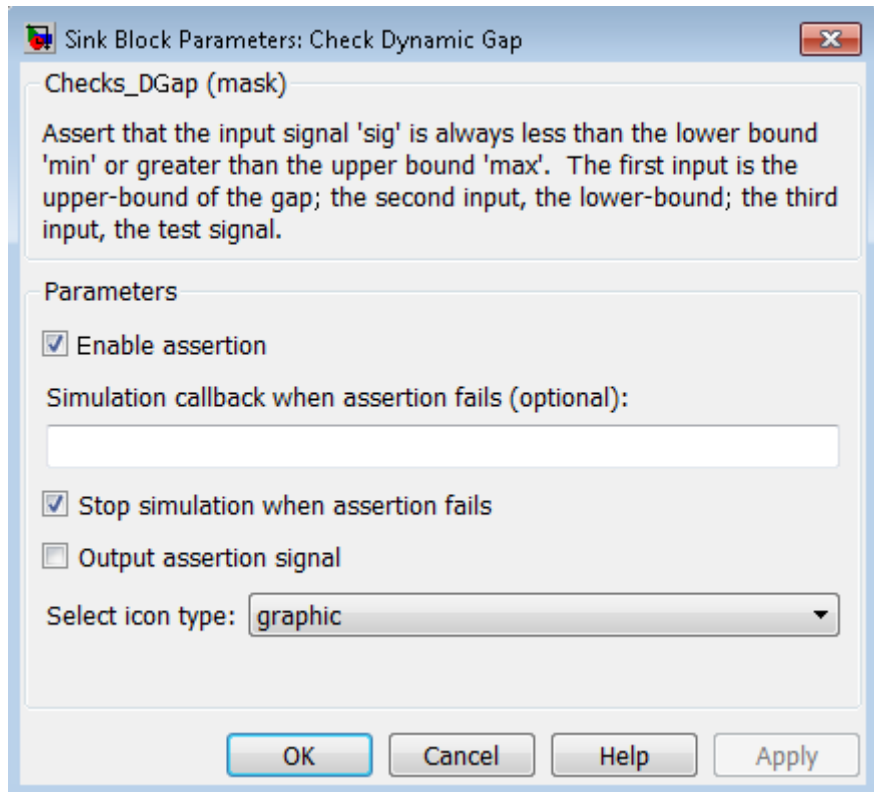 Sink Block Parameters: Check Dynamic Gap
Checks_DGap (mask)
Assert that the input signal 'sig' is always less than the lower bound
'min' or greater than the upper bound 'max'.  The first input is the
upper-bound of the gap; the second input, the lower-bound; the third
input, the test signal.
Parameters
Enable assertion
Simulation callback when assertion fails (optional):
Stop simulation when assertion fails
Output assertion signal
Select icon type: graphic
OK Cancel Help Apply